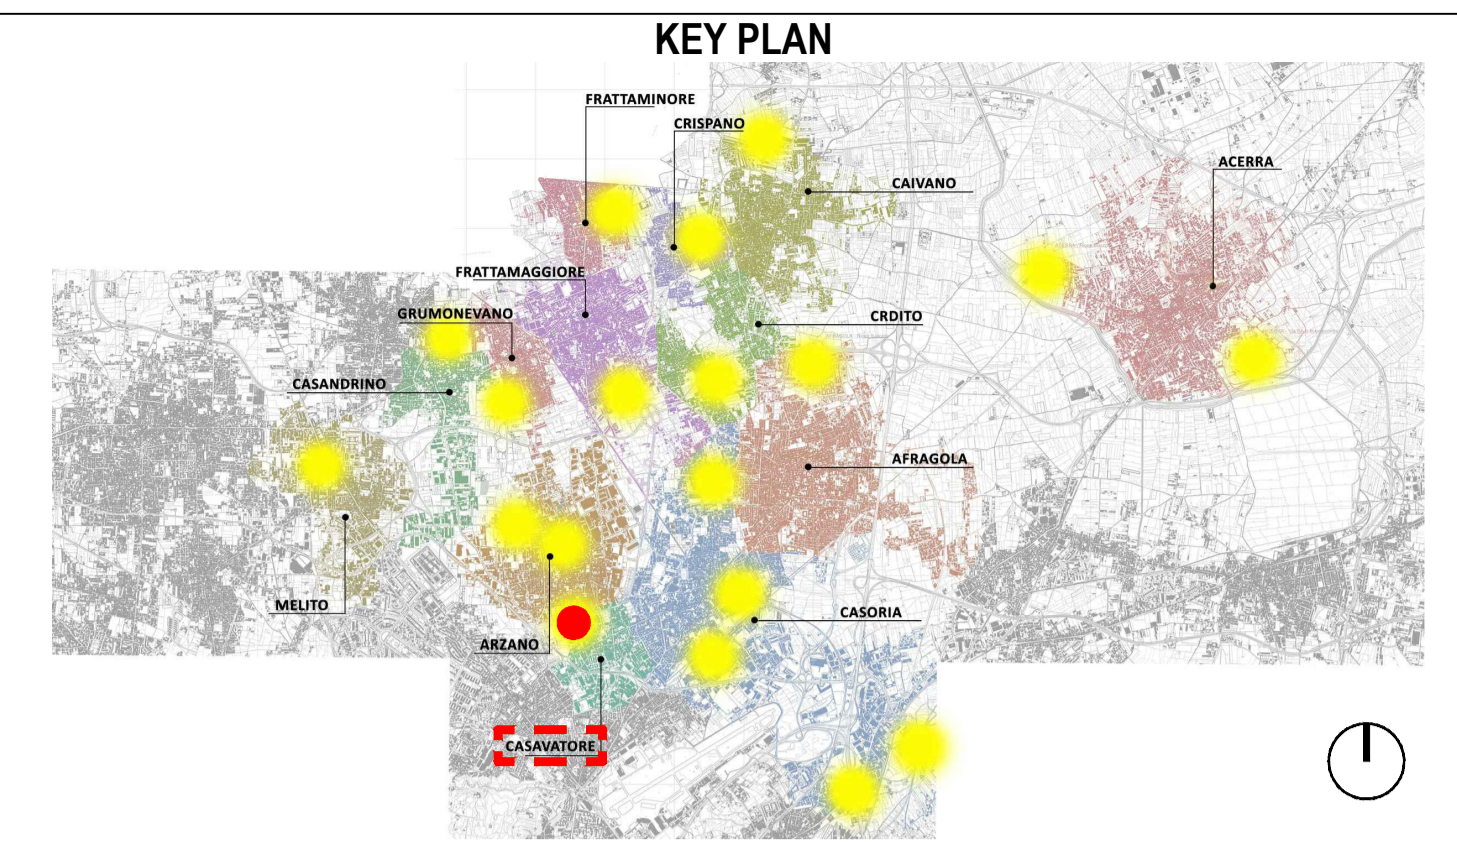 KEY PLAN
FRATTAMINORE
CRISPANO
ACERRA
CAIVANO
FRATTAMAGGIORE
GRUMONEVANO
CRDITO
CASANDRINO
AFRAGOLA
MELITO
CASORIA
ARZANO
CASAVATORE